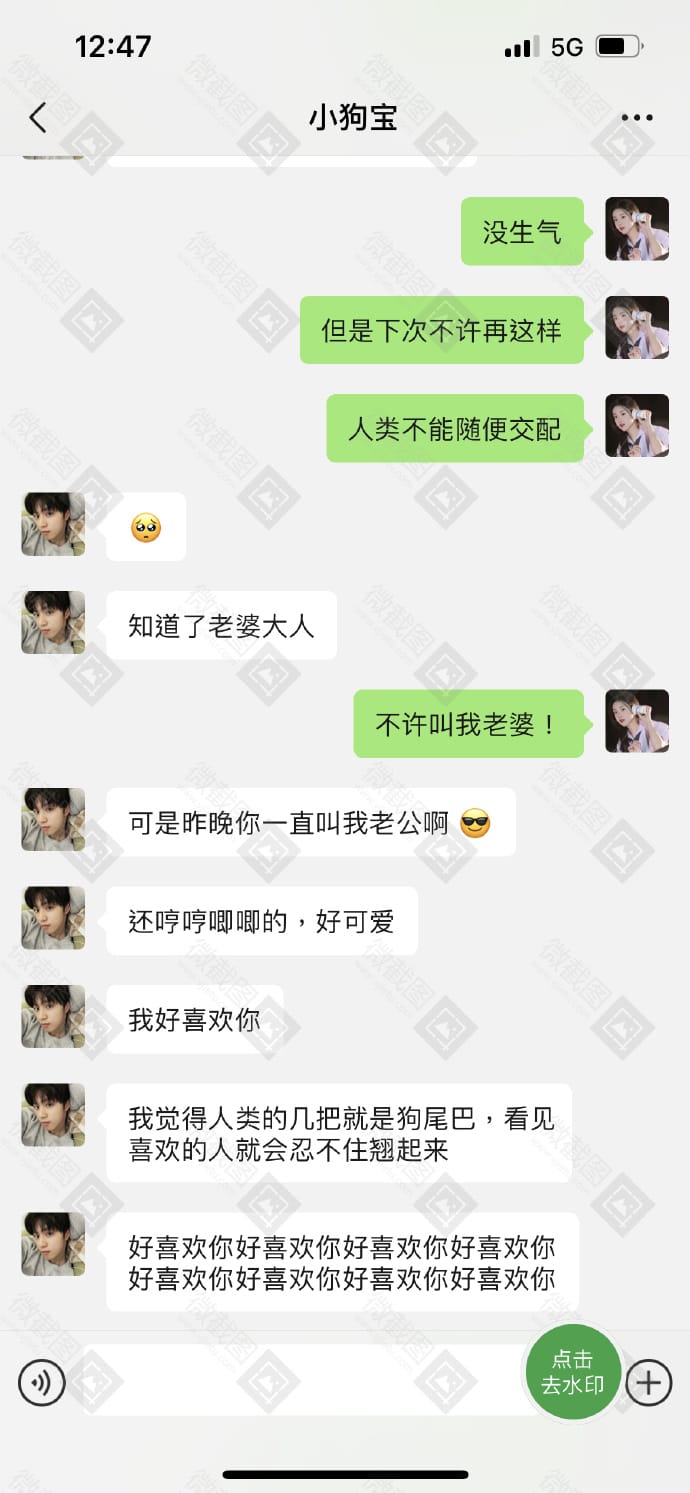 12:47
5G
小狗宝
没生气
但是下次不许再这样
人类不能随便交配
🥺
知道了老婆大人
不许叫我老婆！
可是昨晚你一直叫我老公啊 😎
还哼哼唧唧的，好可爱
我好喜欢你
我觉得人类的几把就是狗尾巴，看见
喜欢的人就会忍不住翘起来
好喜欢你好喜欢你好喜欢你好喜欢你
好喜欢你好喜欢你好喜欢你好喜欢你
点击
去水印
微截图